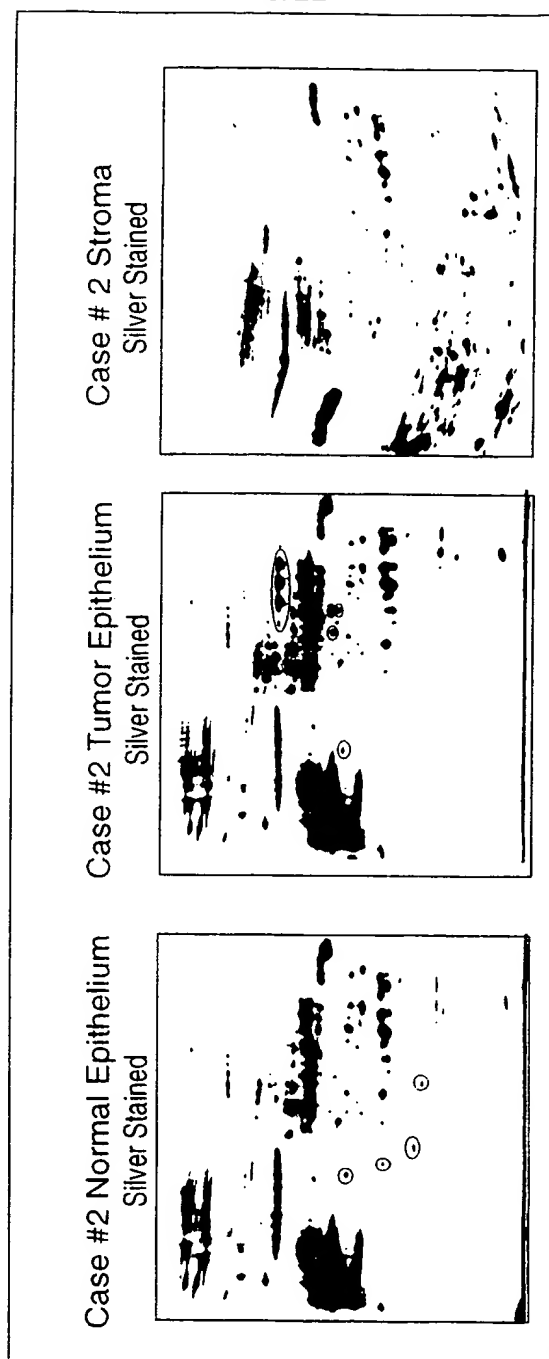 Case #2 Normal Epithelium
Silver Stained
Case #2 Tumor Epithelium
Silver Stained
Case # 2 Stroma
Silver Stained